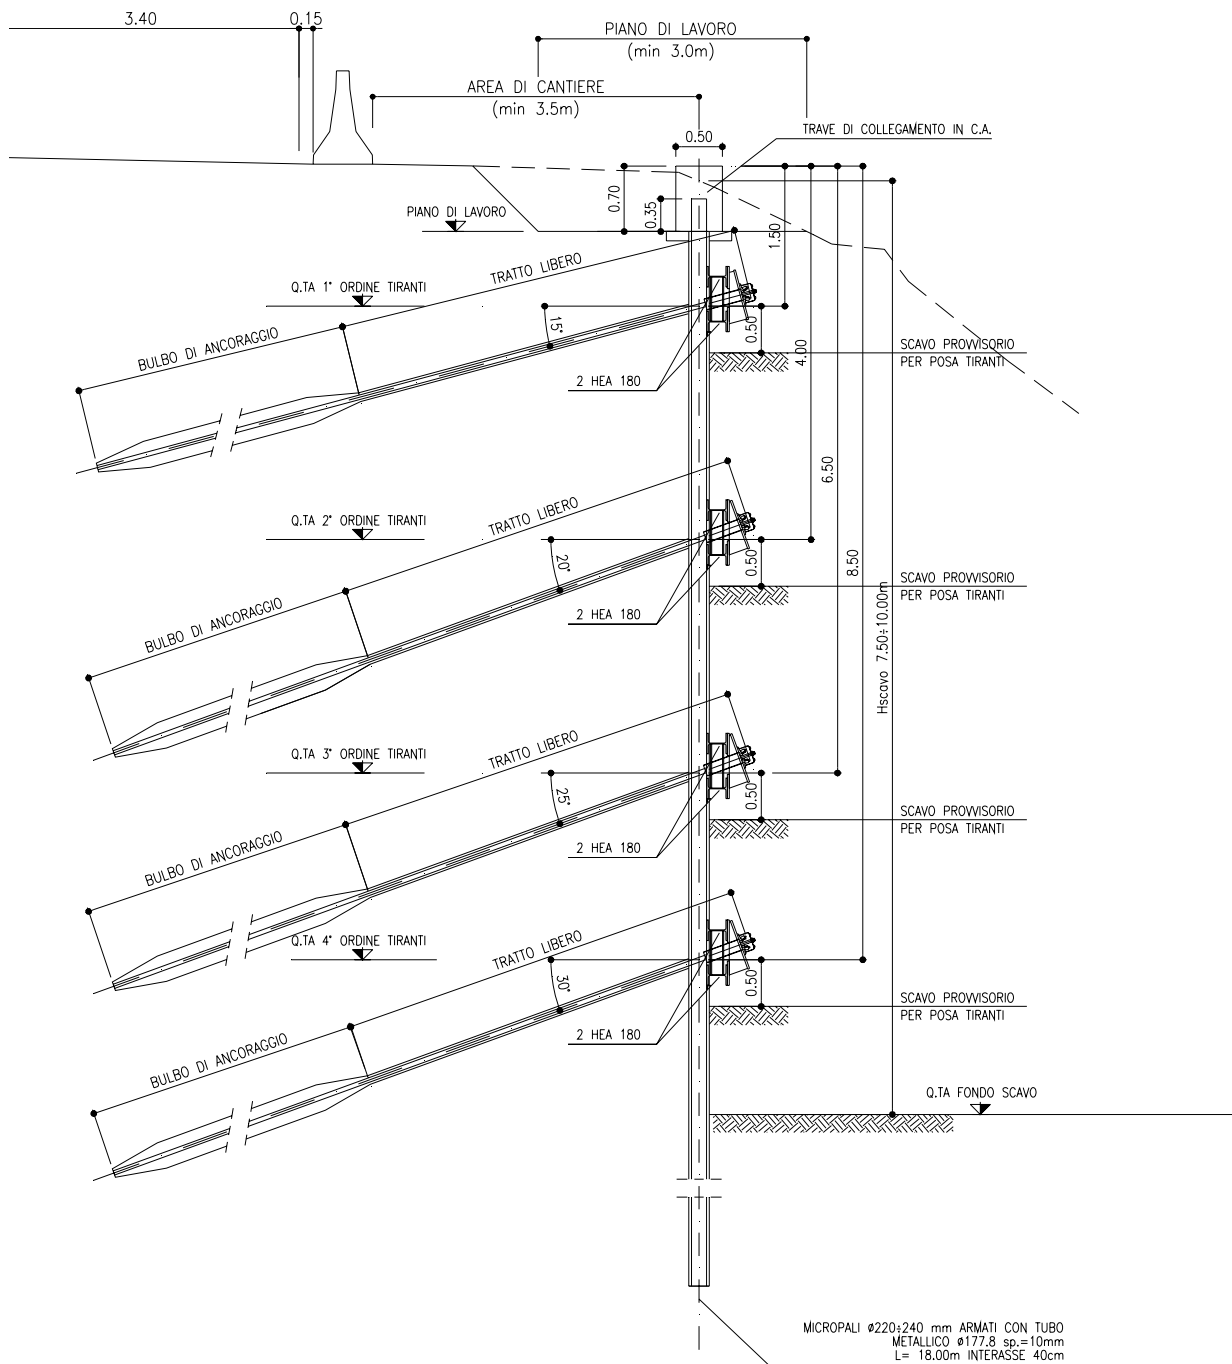 3.40
0.15
PIANO DI LAVORO
(min 3.0m)
AREA DI CANTIERE
(min 3.5m)
TRAVE DI COLLEGAMENTO IN C.A.
0.50
0.70
0.35
PIANO DI LAVORO
1.50
TRATTO LIBERO
Q.TA 1° ORDINE TIRANTI
BULBO DI ANCORAGGIO
15°
0.50
4.00
SCAVO PROVVISORIO
PER POSA TIRANTI
2 HEA 180
6.50
TRATTO LIBERO
Q.TA 2° ORDINE TIRANTI
BULBO DI ANCORAGGIO
20°
0.50
8.50
SCAVO PROVVISORIO
PER POSA TIRANTI
2 HEA 180
Hscavo 7.50÷10.00m
TRATTO LIBERO
Q.TA 3° ORDINE TIRANTI
BULBO DI ANCORAGGIO
25°
0.50
SCAVO PROVVISORIO
PER POSA TIRANTI
2 HEA 180
TRATTO LIBERO
Q.TA 4° ORDINE TIRANTI
BULBO DI ANCORAGGIO
30°
0.50
SCAVO PROVVISORIO
PER POSA TIRANTI
2 HEA 180
Q.TA FONDO SCAVO
MICROPALI ø220÷240 mm ARMATI CON TUBO
METALLICO ø177.8 sp.=10mm
L= 18.00m INTERASSE 40cm